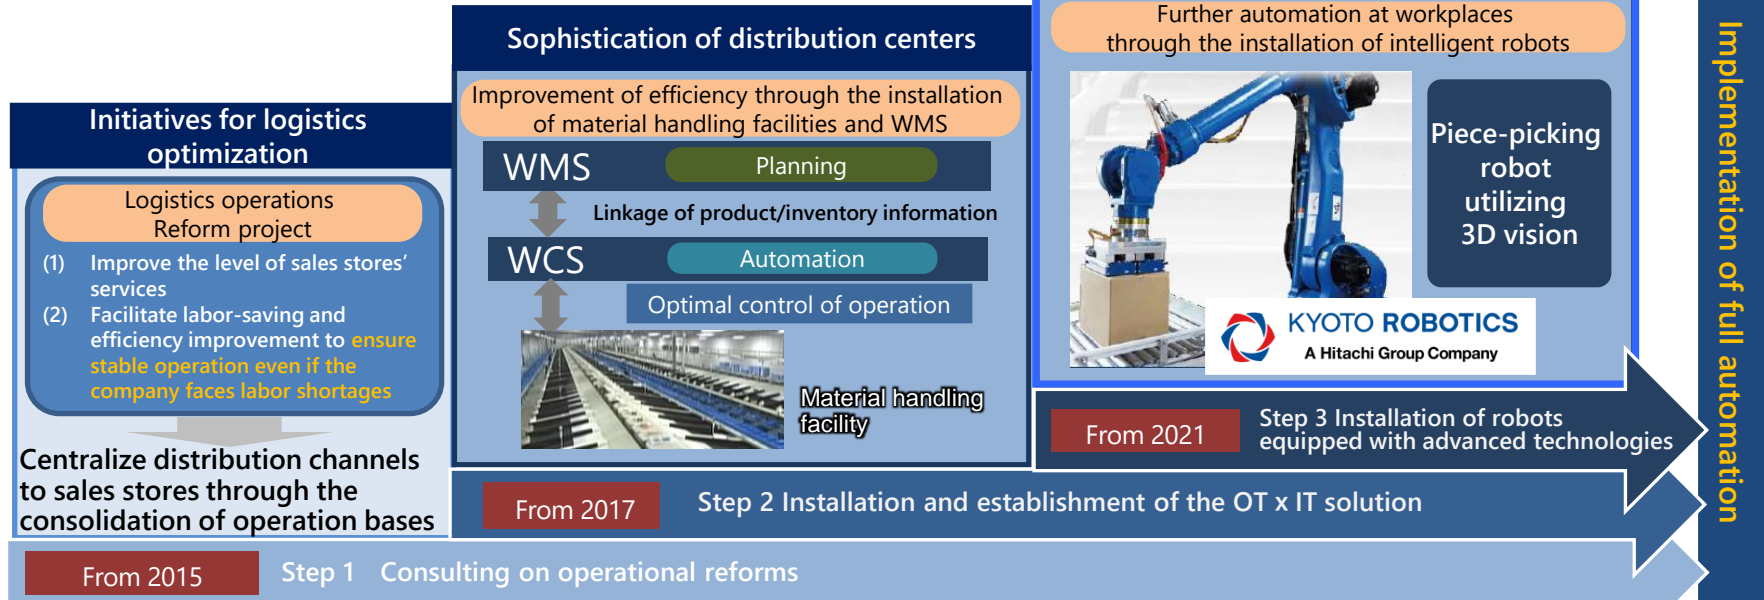 Initiatives for logistics
optimization
Logistics operations
Reform project
(1) Improve the level of sales stores'
services
(2) Facilitate labor-saving and
efficiency improvement to ensure
stable operation even if the
company faces labor shortages
Centralize distribution channels
to sales stores through the
consolidation of operation bases
From 2015
Step 1 Consulting on operational reforms
Sophistication of distribution centers
Improvement of efficiency through the installation
of material handling facilities and WMS
WMS
Planning
Linkage of product/inventory information
WCS
Automation
Optimal control of operation
Material handling
facility
From 2017
Step 2 Installation and establishment of the OT x IT solution
Further automation at workplaces
through the installation of intelligent robots
Piece-picking
robot
utilizing
3D vision
KYOTO ROBOTICS
A Hitachi Group Company
From 2021
Step 3 Installation of robots
equipped with advanced technologies
Implementation of full automation